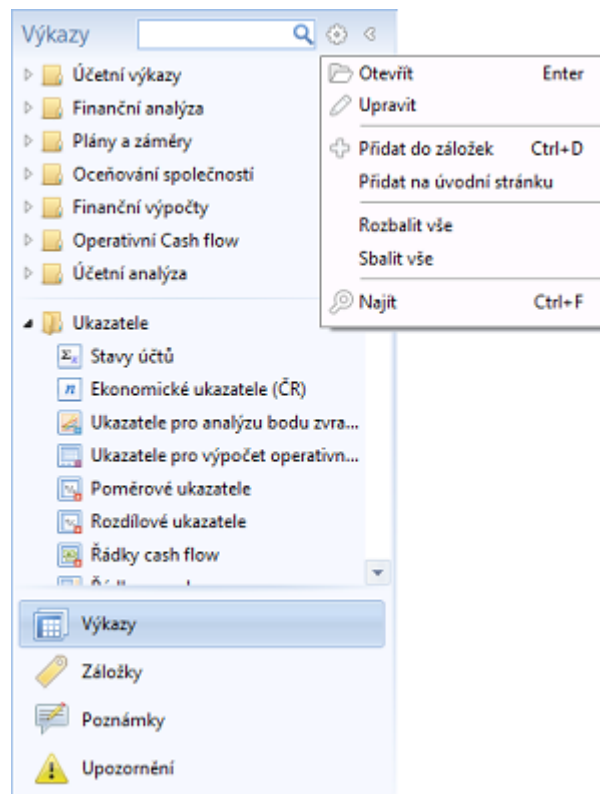 Výkazy
Účetní výkazy
Finanční analýza
Plány a záměry
Oceňování společností
Finanční výpočty
Operativní Cash flow
Účetní analýza
Otevřít Enter
Upravit
Přidat do záložek Ctrl+D
Přidat na úvodní stránku
Rozbalit vše
Sbalit vše
Najít Ctrl+F
Ukazatele
Stavy účtů
Ekonomické ukazatele (ČR)
Ukazatele pro analýzu bodu zvra...
Ukazatele pro výpočet operativn...
Poměrové ukazatele
Rozdílové ukazatele
Řádky cash flow
Výkazy
Záložky
Poznámky
Upozornění